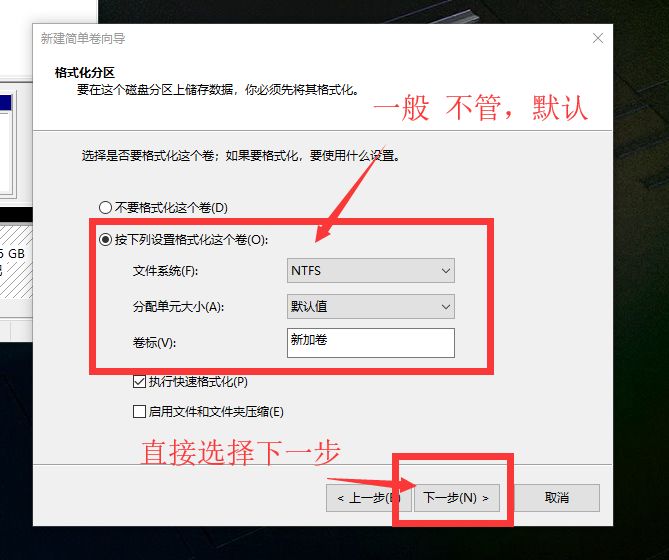 新建简单卷向导
格式化分区
要在这个磁盘分区上储存数据，你必须先将其格式化。
一般 不管，默认
选择是否要格式化这个卷；如果要格式化，要使用什么设置。
不要格式化这个卷(D)
按下列设置格式化这个卷(O):
5 GB
文件系统(F): NTFS
分配单元大小(A): 默认值
卷标(V): 新加卷
执行快速格式化(P)
启用文件和文件夹压缩(E)
直接选择下一步
< 上一步(B) 下一步(N) > 取消